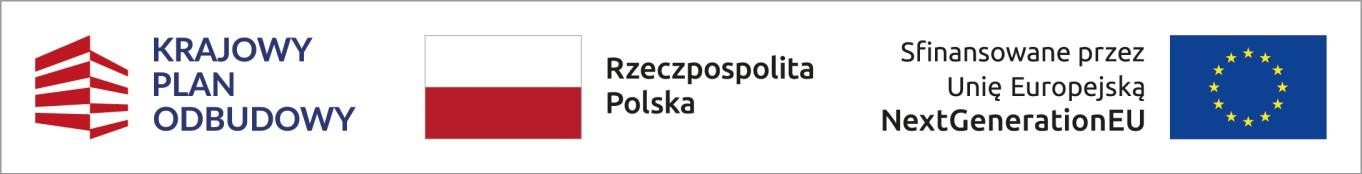 KRAJOWY
PLAN
ODBUDOWY
Rzeczpospolita
Polska
Sfinansowane przez
Unię Europejską
NextGenerationEU